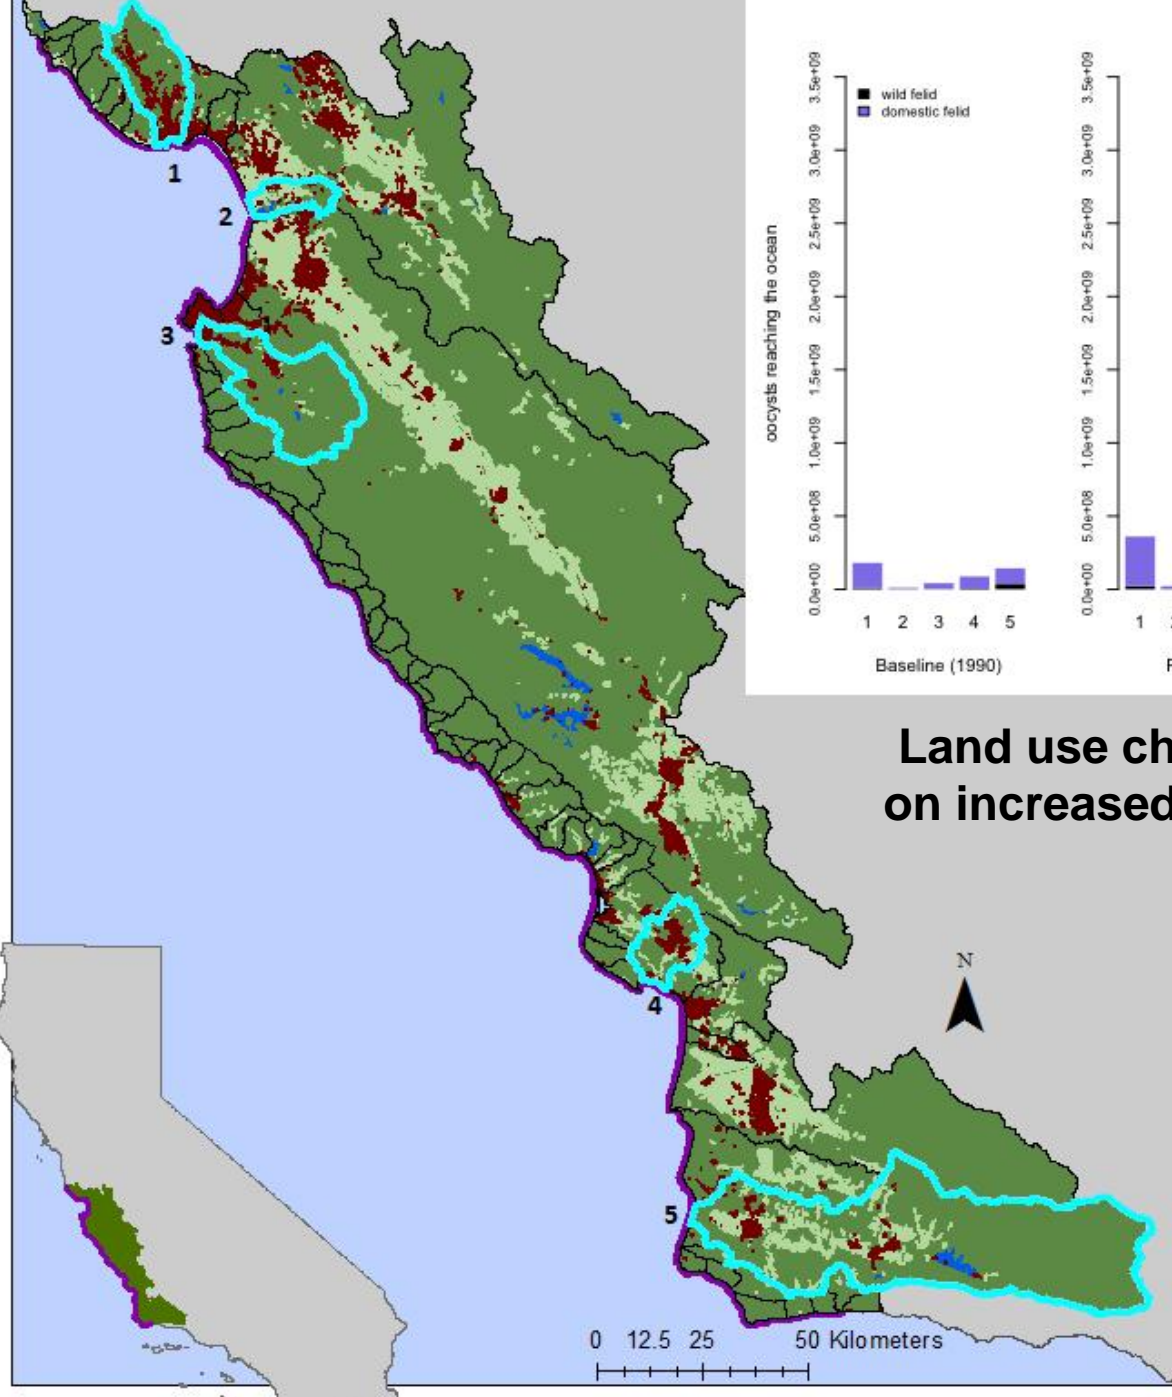 1
2
3
4
5
wild felid
domestic felid
oocysts reaching the ocean
3.5e+09
3.0e+09
2.5e+09
2.0e+09
1.5e+09
1.0e+09
5.0e+08
0.0e+00
1 2 3 4 5
Baseline (1990)
3.5e+09
3.0e+09
2.5e+09
2.0e+09
1.5e+09
1.0e+09
5.0e+08
0.0e+00
1
Land use ch
on increased
N
0 12.5 25 50 Kilometers